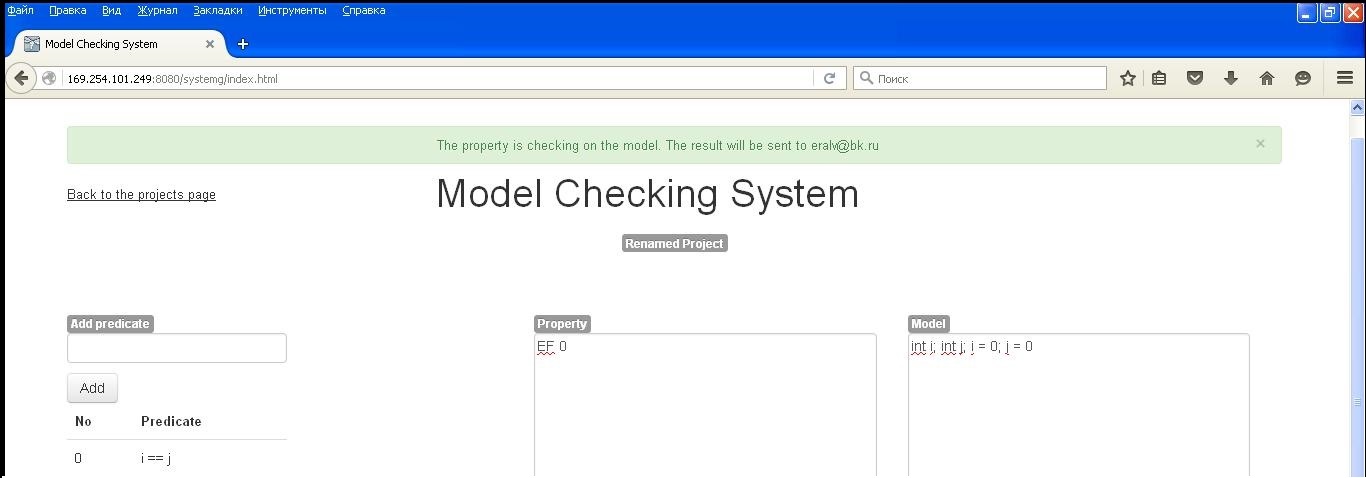 Файл Правка Вид Журнал Закладки Инструменты Справка
Model Checking System
169.254.101.249:8080/systemg/index.html
Поиск
The property is checking on the model. The result will be sent to eralv@bk.ru
Back to the projects page
Model Checking System
Renamed Project
Add predicate
Add
No Predicate
0 i == j
Property
EF 0
Model
int i; int j; i = 0; j = 0